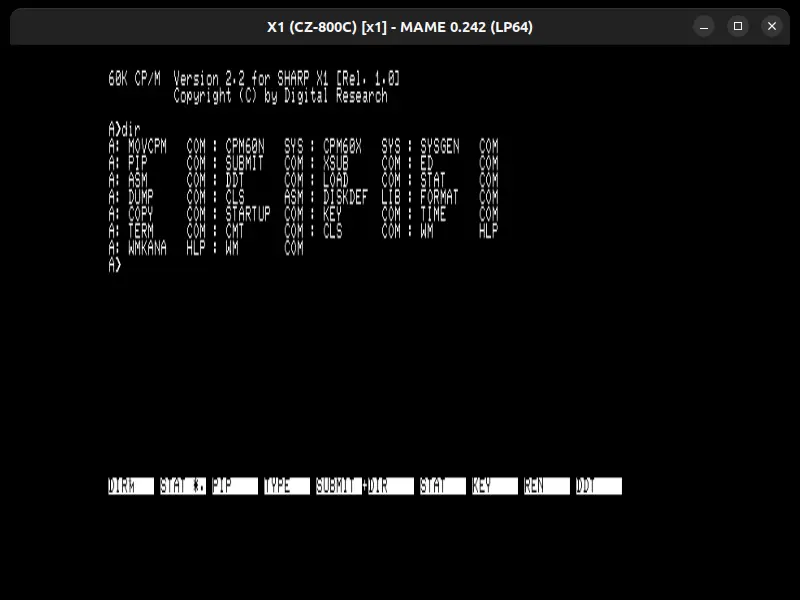 X1 (CZ-800C) [x1] - MAME 0.242 (LP64)
60K CP/M Version 2.2 for SHARP X1 [Rel. 1.0]
Copyright (C) by Digital Research
A>dir
A: MOVCPM COM : CPM60N SYS : CPM60X SYS : SYSGEN COM
A: PIP COM : SUBMIT COM : XSUB COM : ED COM
A: ASM COM : DDT COM : LOAD COM : STAT COM
A: DUMP COM : CLS ASM : DISKDEF LIB : FORMAT COM
A: COPY COM : STARTUP COM : KEY COM : TIME COM
A: TERM COM : CMT COM : CLS COM : WM HLP
A: WMKANA HLP : WM COM
A>
DIR STAT *. PIP TYPE SUBMIT DIR STAT KEY REN DDT